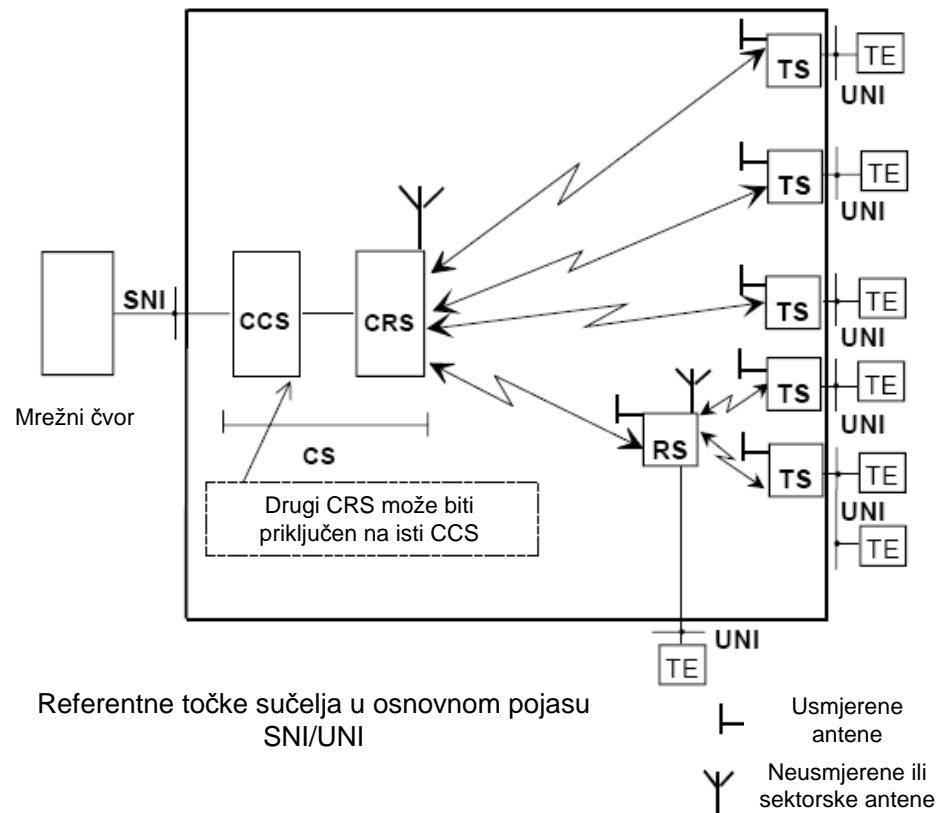 TS
TE
UNI
TS
TE
UNI
SNI
CCS
CRS
TS
TE
UNI
Mrežni čvor
TS
TE
UNI
CS
RS
TS
TE
UNI
TE
Drugi CRS može biti
priključen na isti CCS
UNI
TE
Referentne točke sučelja u osnovnom pojasu
SNI/UNI
Usmjerene
antene
Neusmjerene ili
sektorske antene